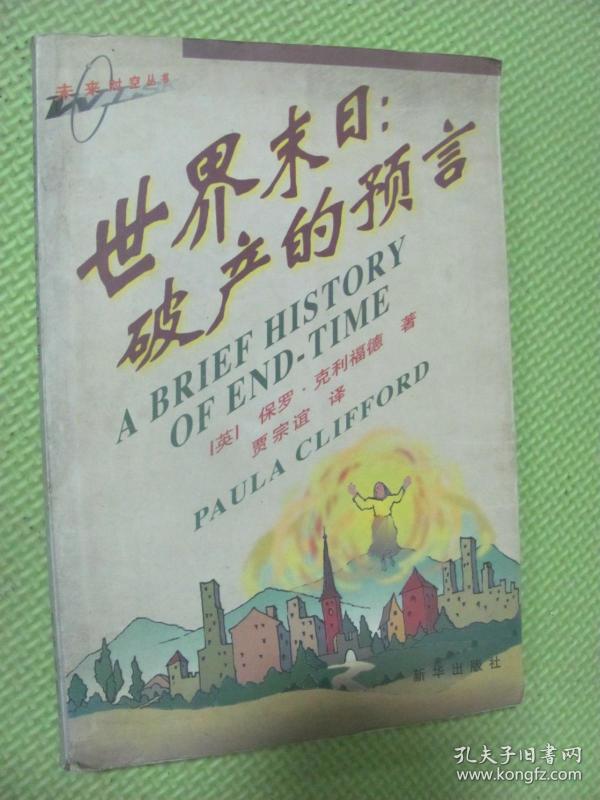 未来时空丛书
世界末日:
破产的预言
A BRIEF HISTORY
OF END-TIME
[英] 保罗·克利福德 著
贾宗谊 译
PAULA CLIFFORD
新华出版社
孔夫子旧书网
www.kongfz.com